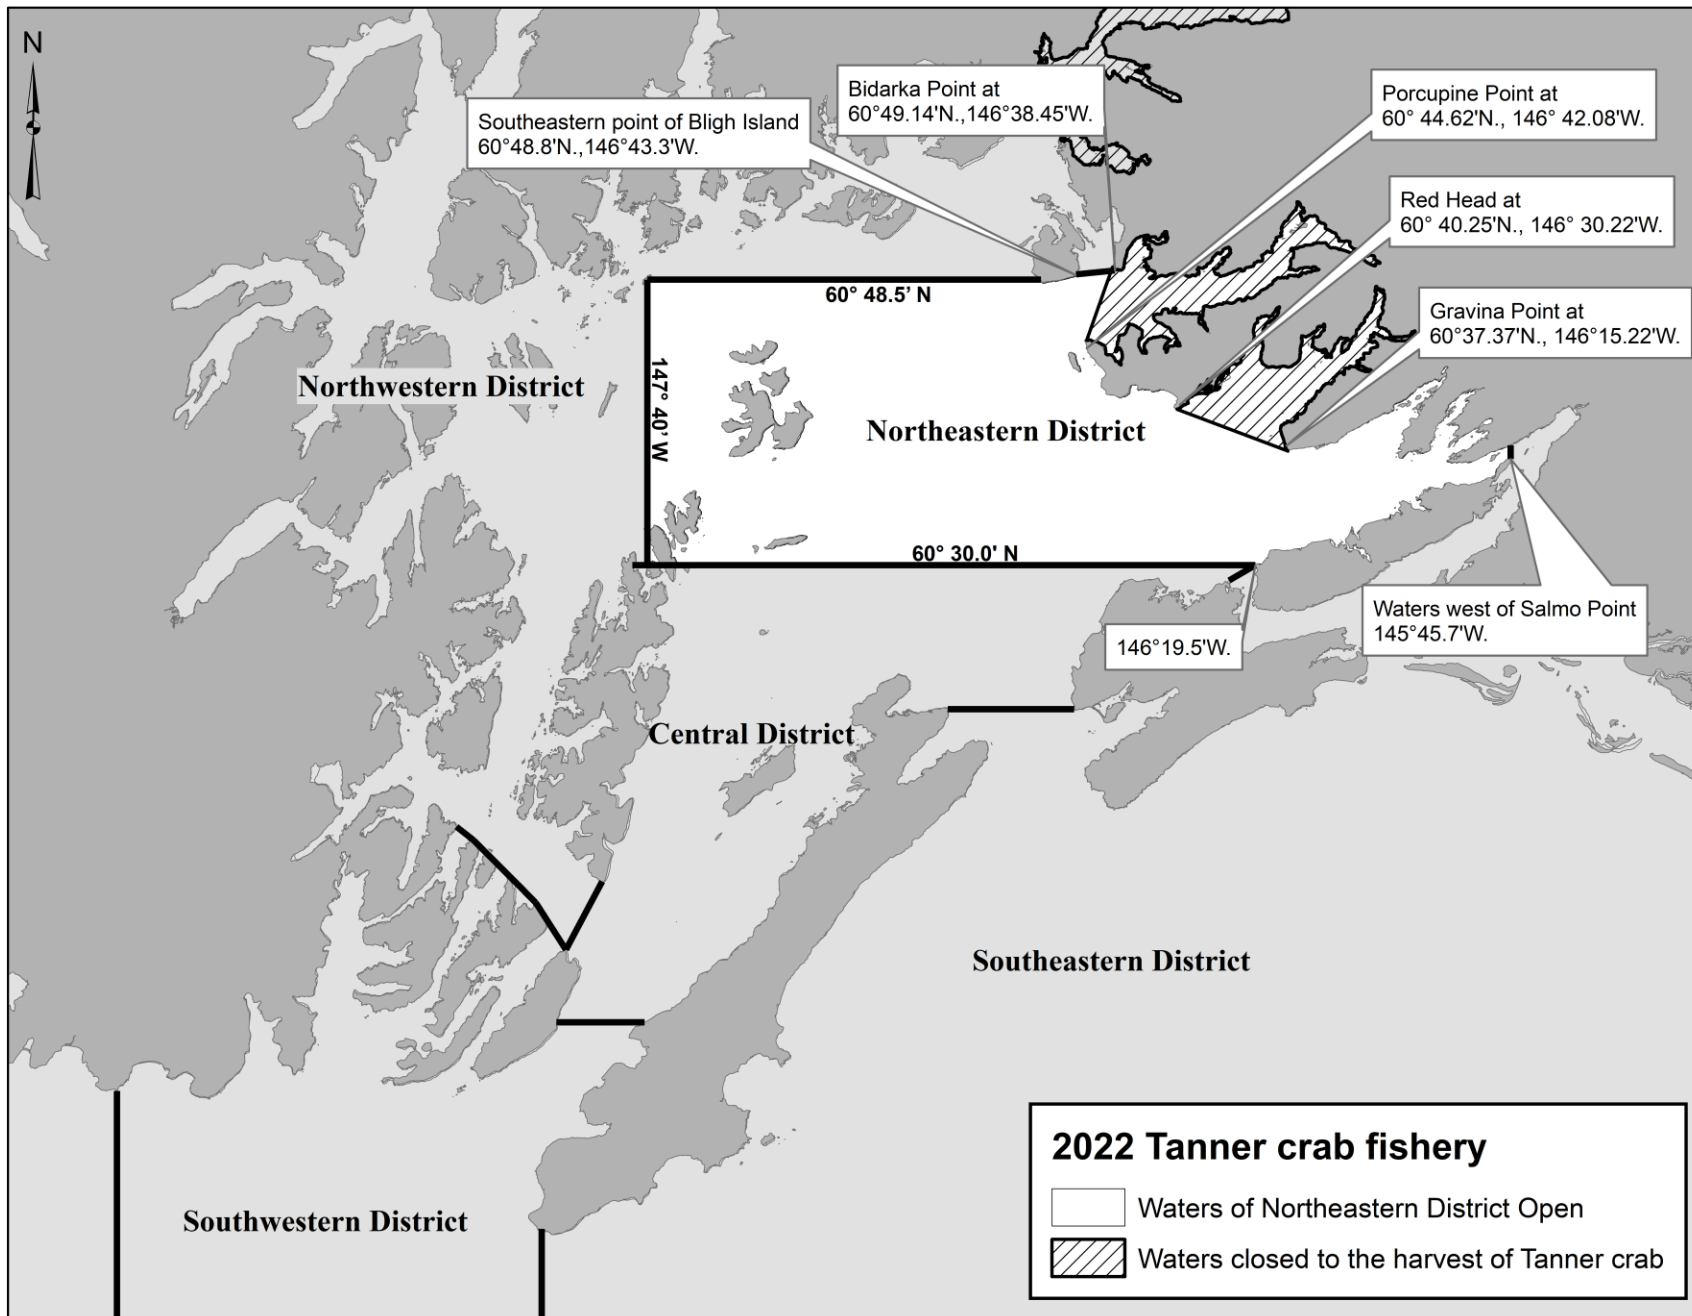 N
Southeastern point of Bligh Island
60°48.8'N.,146°43.3'W.
Bidarka Point at
60°49.14'N.,146°38.45'W.
Porcupine Point at
60° 44.62'N., 146° 42.08'W.
Red Head at
60° 40.25'N., 146° 30.22'W.
Gravina Point at
60°37.37'N., 146°15.22'W.
60° 48.5’ N
147° 40' W
Northwestern District
Northeastern District
60° 30.0' N
Waters west of Salmo Point
145°45.7'W.
146°19.5'W.
Central District
Southeastern District
Southwestern District
2022 Tanner crab fishery
Waters of Northeastern District Open
Waters closed to the harvest of Tanner crab